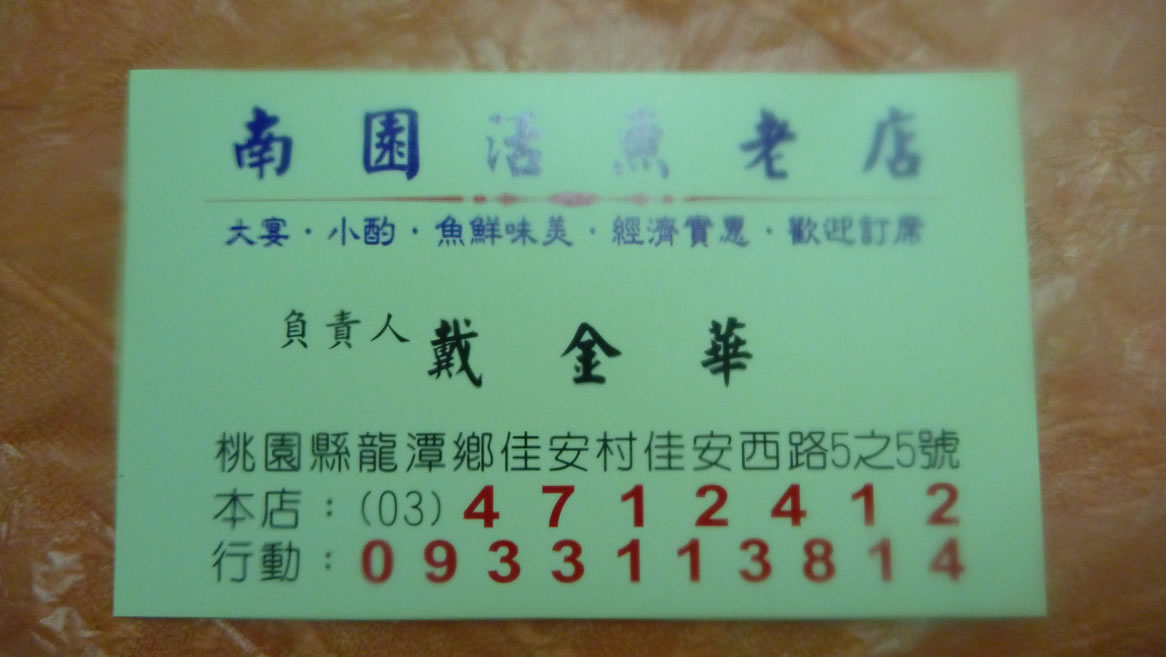 南園活魚老店
大宴・小酌・魚鮮味美・經濟實惠・歡迎訂席
負責人 戴金華
桃園縣龍潭鄉佳安村佳安西路5之5號
本店：(03) 4712412
行動：0933113814